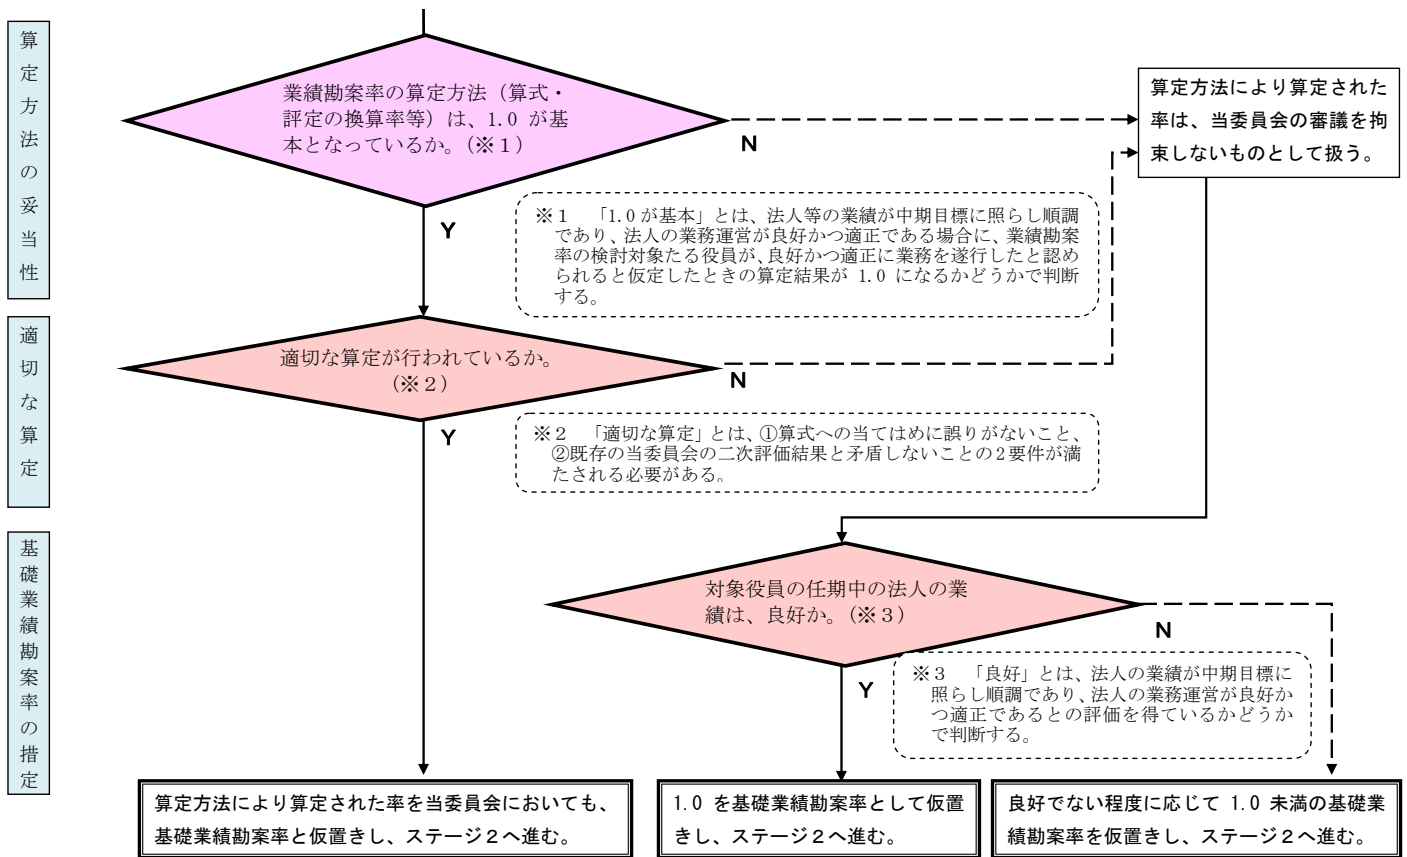 算定方法の妥当性
業績勘案率の算定方法（算式・
評定の換算率等）は、1.0 が基
本となっているか。（※１）
N
Y
算定方法により算定された
率は、当委員会の審議を拘
束しないものとして扱う。
※１　「1.0 が基本」とは、法人等の業績が中期目標に照らし順調
であり、法人の業務運営が良好かつ適正である場合に、業績勘案
率の検討対象たる役員が、良好かつ適正に業務を遂行したと認め
られると仮定したときの算定結果が 1.0 になるかどうかで判断
する。
適切な算定
適切な算定が行われているか。
（※２）
N
Y
※２　「適切な算定」とは、①算式への当てはめに誤りがないこと、
②既存の当委員会の二次評価結果と矛盾しないことの２要件が満
たされる必要がある。
基礎業績勘案率の措定
対象役員の任期中の法人の業
績は、良好か。（※３）
N
Y
※３　「良好」とは、法人の業績が中期目標に
照らし順調であり、法人の業務運営が良好か
つ適正であるとの評価を得ているかどうか
で判断する。
算定方法により算定された率を当委員会においても、
基礎業績勘案率と仮置きし、ステージ２へ進む。
1.0 を基礎業績勘案率として仮置
きし、ステージ２へ進む。
良好でない程度に応じて 1.0 未満の基礎業
績勘案率を仮置きし、ステージ２へ進む。